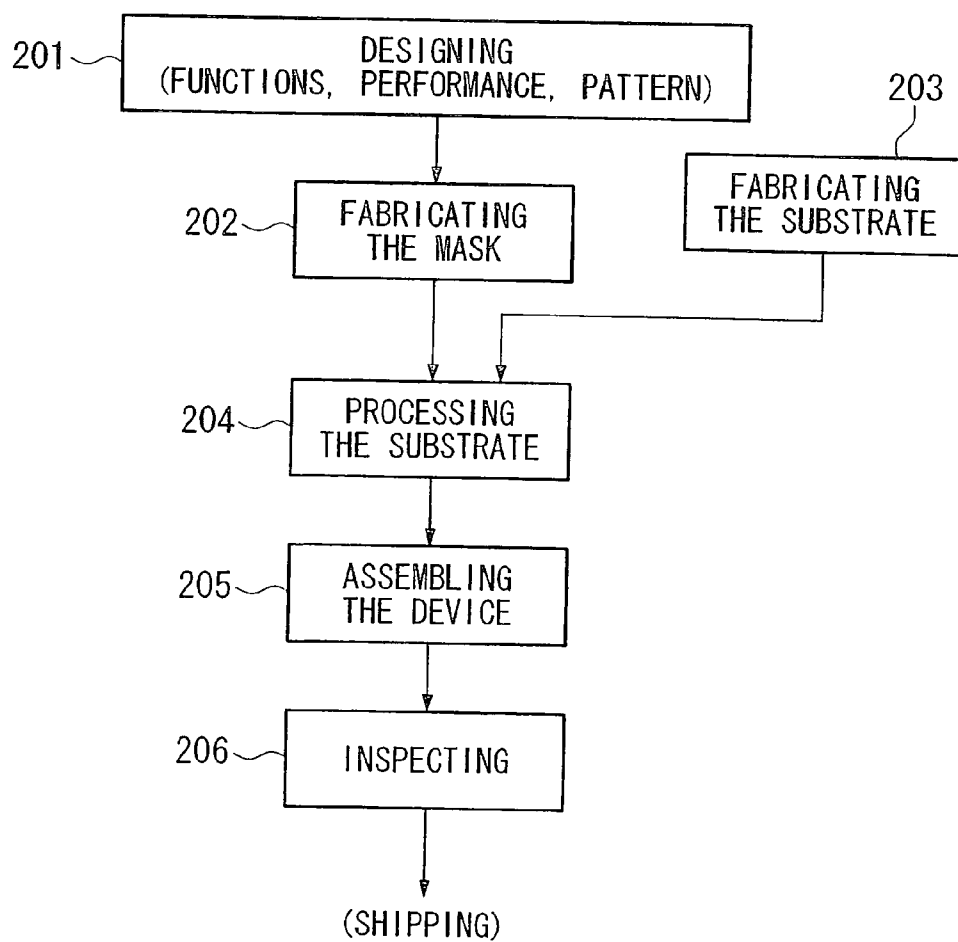 201
DESIGNING
(FUNCTIONS, PERFORMANCE, PATTERN)
203
202
FABRICATING
THE MASK
FABRICATING
THE SUBSTRATE
204
PROCESSING
THE SUBSTRATE
205
ASSEMBLING
THE DEVICE
206
INSPECTING
(SHIPPING)